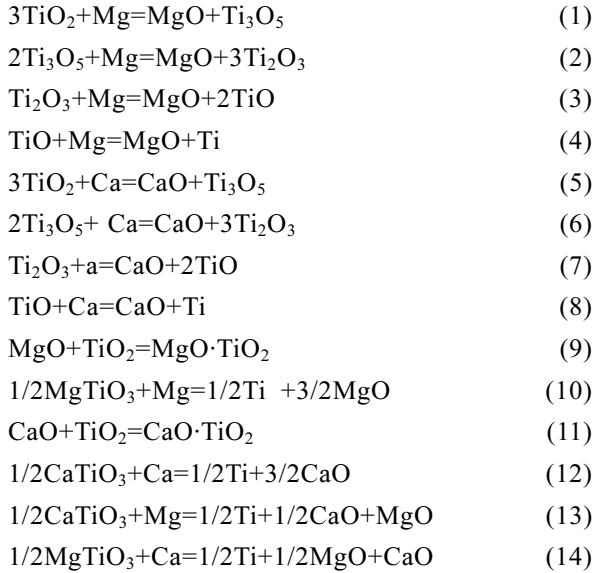 3TiO₂+Mg=MgO+Ti₃O₅ (1)
2Ti₃O₅+Mg=MgO+3Ti₂O₃ (2)
Ti₂O₃+Mg=MgO+2TiO (3)
TiO+Mg=MgO+Ti (4)
3TiO₂+Ca=CaO+Ti₃O₅ (5)
2Ti₃O₅+ Ca=CaO+3Ti₂O₃ (6)
Ti₂O₃+a=CaO+2TiO (7)
TiO+Ca=CaO+Ti (8)
MgO+TiO₂=MgO·TiO₂ (9)
1/2MgTiO₃+Mg=1/2Ti +3/2MgO (10)
CaO+TiO₂=CaO·TiO₂ (11)
1/2CaTiO₃+Ca=1/2Ti+3/2CaO (12)
1/2CaTiO₃+Mg=1/2Ti+1/2CaO+MgO (13)
1/2MgTiO₃+Ca=1/2Ti+1/2MgO+CaO (14)